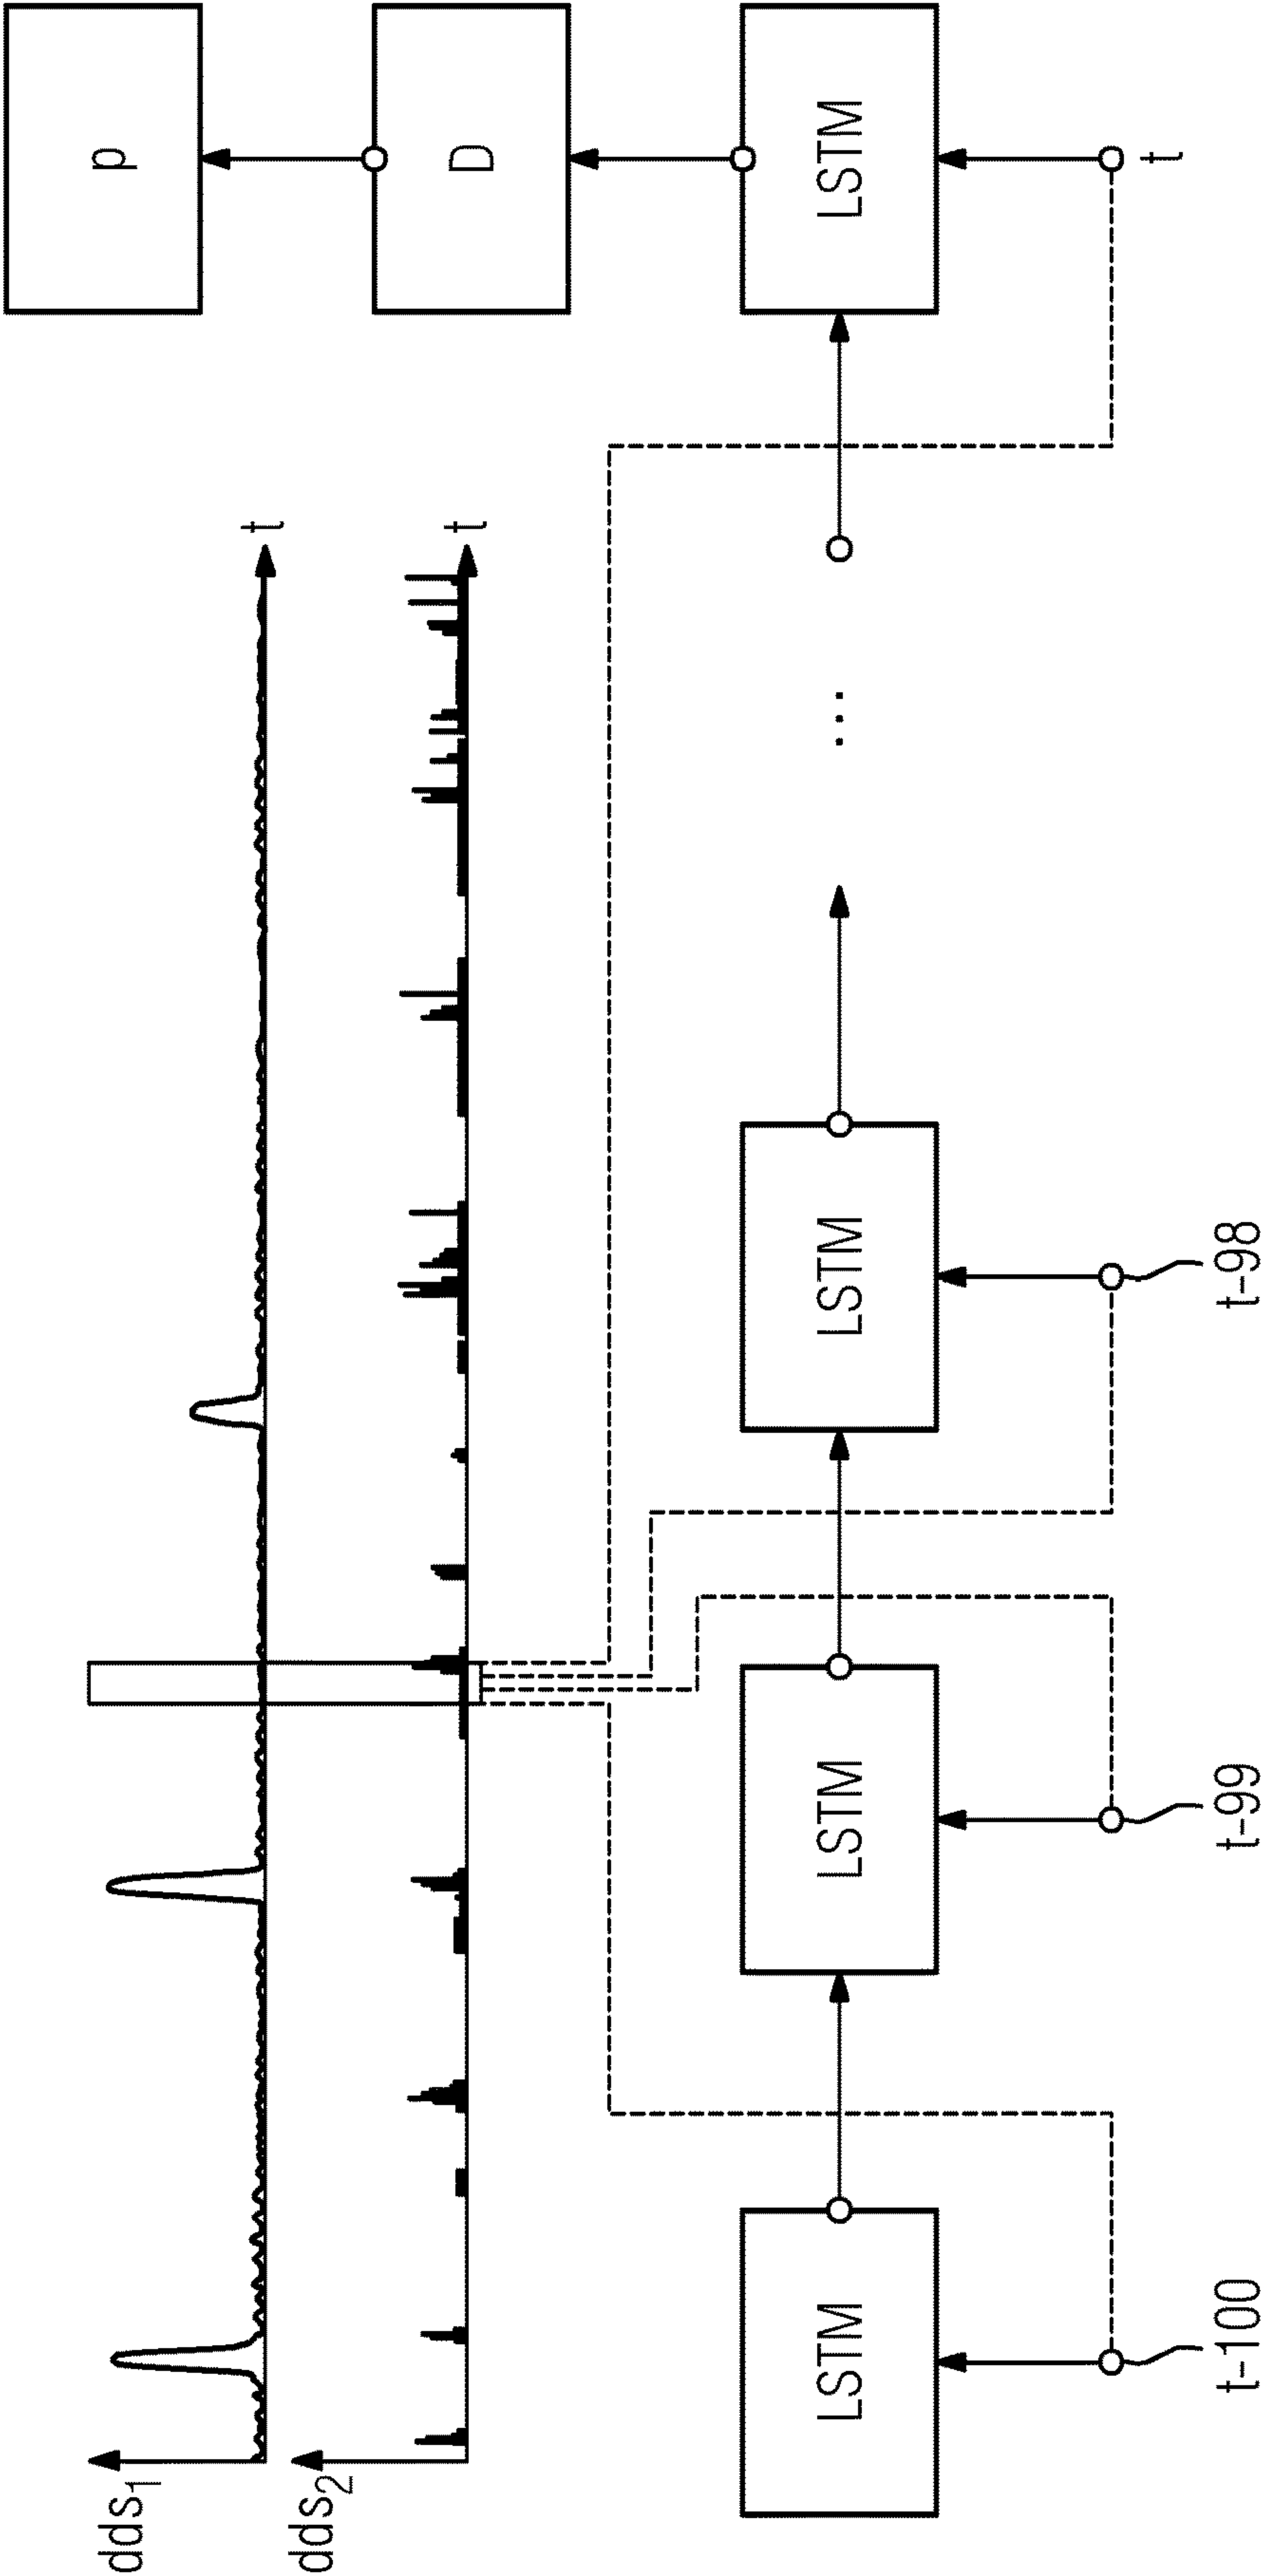 p
D
dds₁
t
dds₂
t
LSTM
LSTM
LSTM
...
LSTM
t-100
t-99
t-98
t